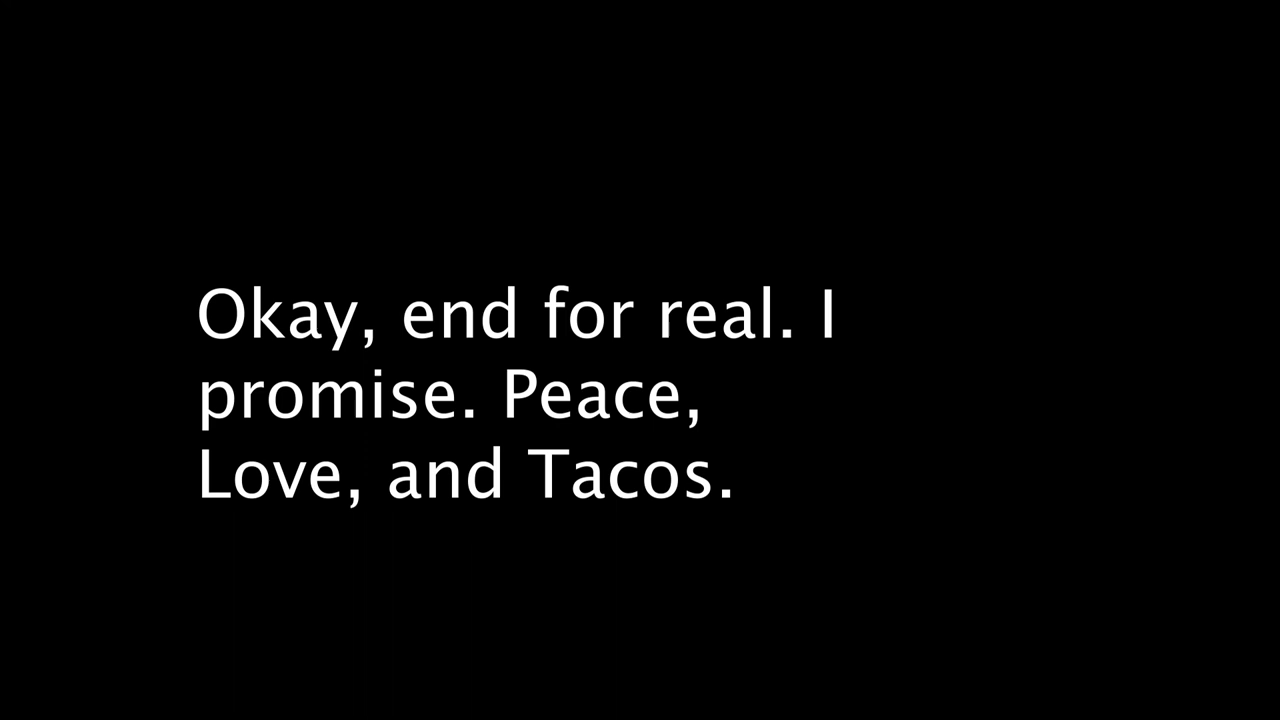 Okay, end for real. I
promise. Peace,
Love, and Tacos.